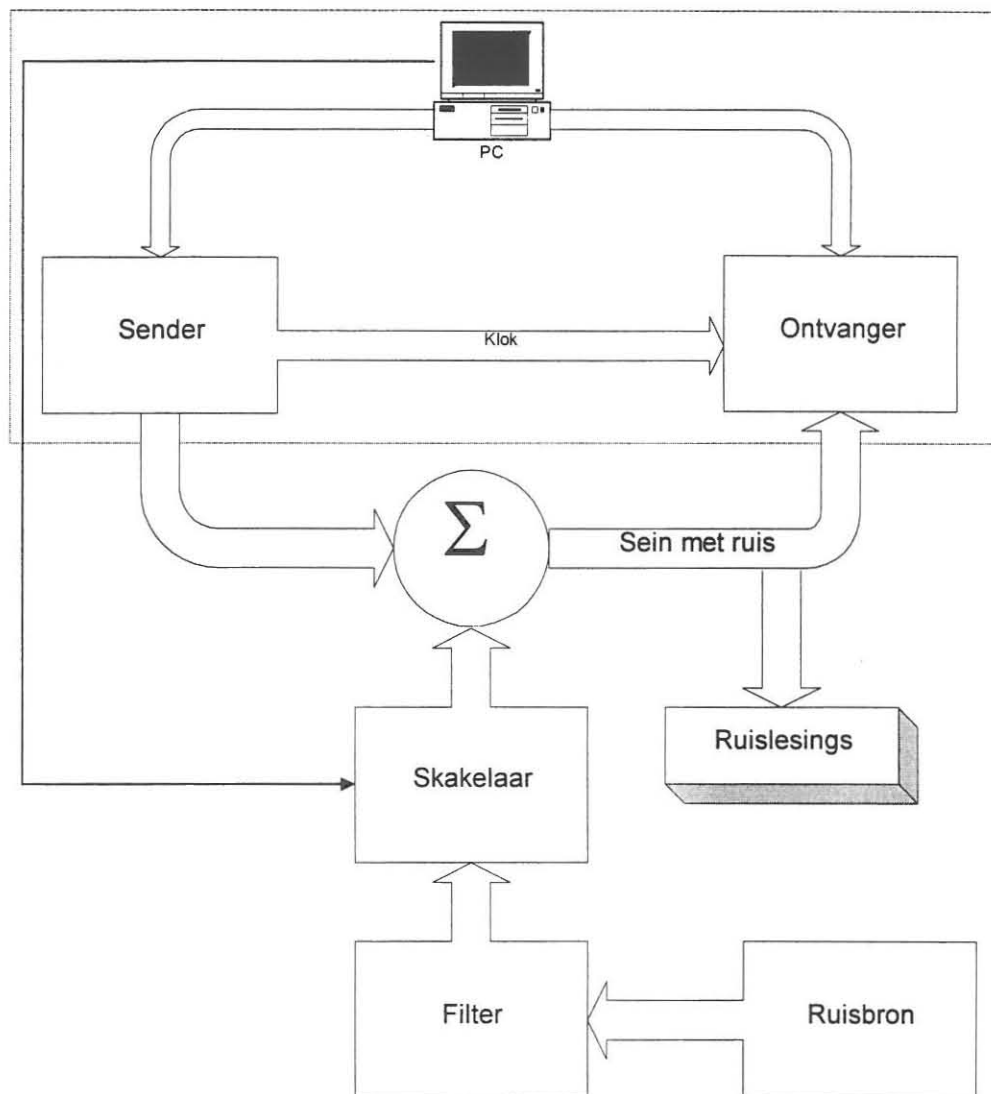 PC
Sender
Klok
Ontvanger
Σ
Sein met ruis
Ruislesings
Skakelaar
Filter
Ruisbron